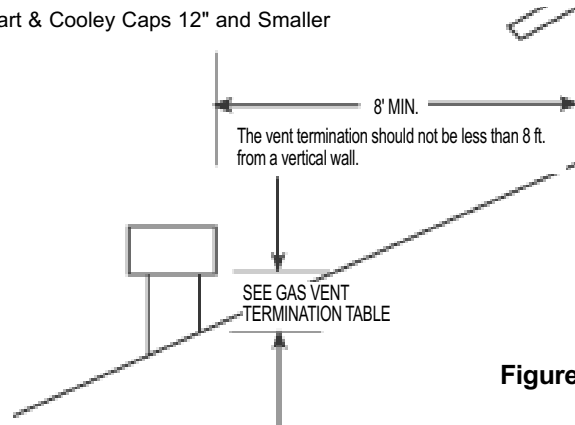 art & Cooley Caps 12" and Smaller
8' MIN.
The vent termination should not be less than 8 ft.
from a vertical wall.
SEE GAS VENT
TERMINATION TABLE
Figure